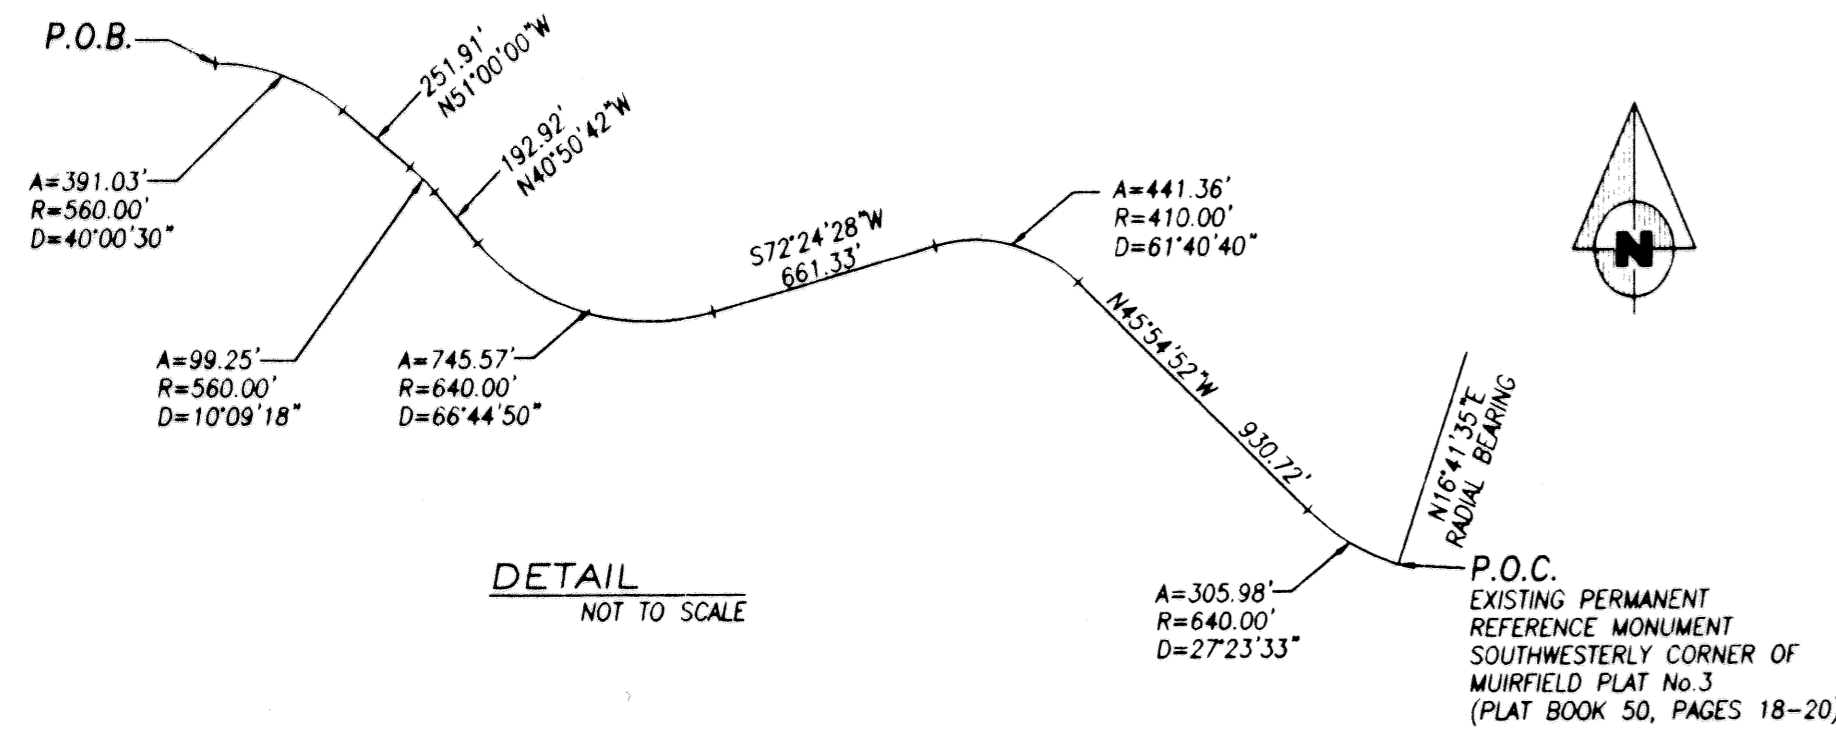 P.O.B.
251.91'
N51°00'00"W
192.92'
N40°50'42"W
A=391.03'
R=560.00'
D=40°00'30"
A=441.36'
R=410.00'
D=61°40'40"
S72°24'28"W
661.33'
N
A=99.25'
R=560.00'
D=10°09'18"
A=745.57'
R=640.00'
D=66°44'50"
N45°54'52"W
930.72'
N16°41'35"E
RADIAL BEARING
DETAIL
NOT TO SCALE
A=305.98'
R=640.00'
D=27°23'33"
P.O.C.
EXISTING PERMANENT
REFERENCE MONUMENT
SOUTHWESTERLY CORNER OF
MUIRFIELD PLAT No.3
(PLAT BOOK 50, PAGES 18-20)